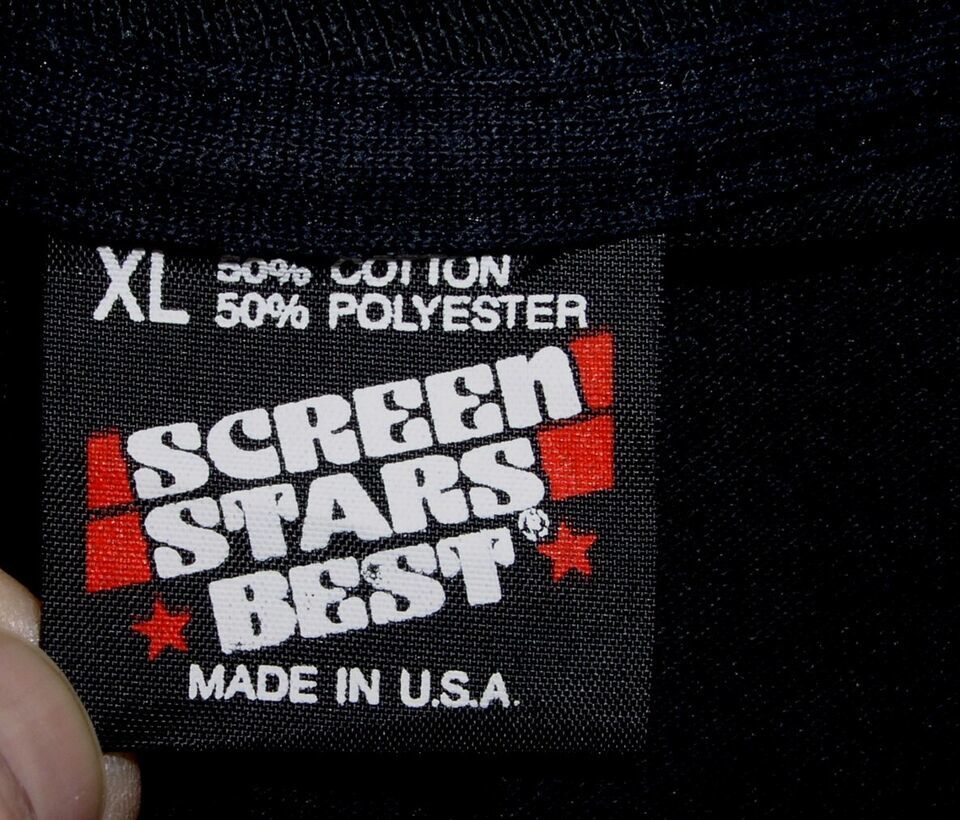 XL 50% COTTON
50% POLYESTER
SCREEN
STARS
BEST®
MADE IN U.S.A.